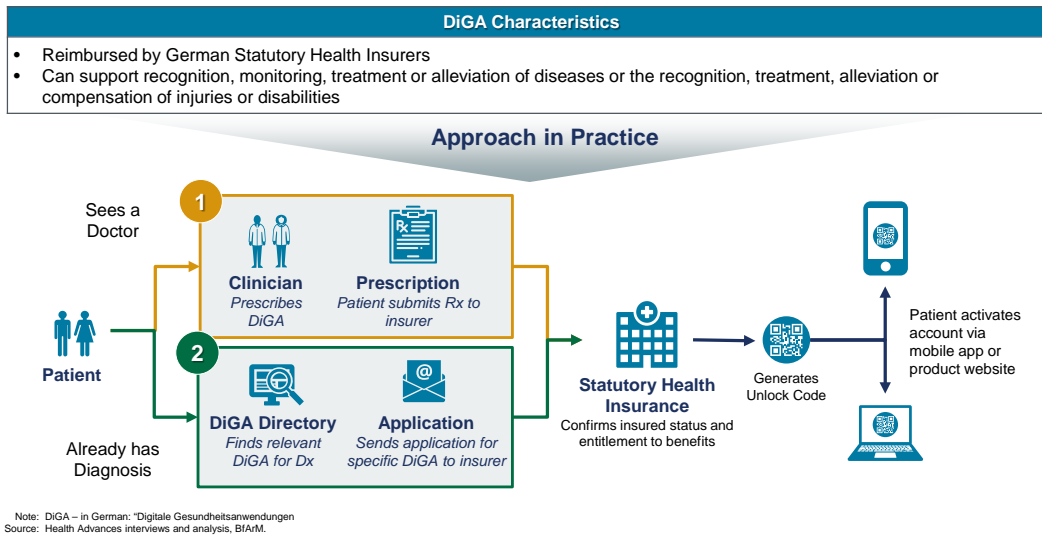 DiGA Characteristics
• Reimbursed by German Statutory Health Insurers
• Can support recognition, monitoring, treatment or alleviation of diseases or the recognition, treatment, alleviation or
compensation of injuries or disabilities
Approach in Practice
Sees a
Doctor
1
Clinician
Prescribes
DiGA
Prescription
Patient submits Rx to
insurer
Rx
Patient
2
DiGA Directory
Finds relevant
DiGA for Dx
@
Application
Sends application for
specific DiGA to insurer
Already has
Diagnosis
Statutory Health
Insurance
Confirms insured status and
entitlement to benefits
Generates
Unlock Code
Patient activates
account via
mobile app or
product website
Note: DiGA – in German: “Digitale Gesundheitsanwendungen
Source: Health Advances interviews and analysis, BfArM.